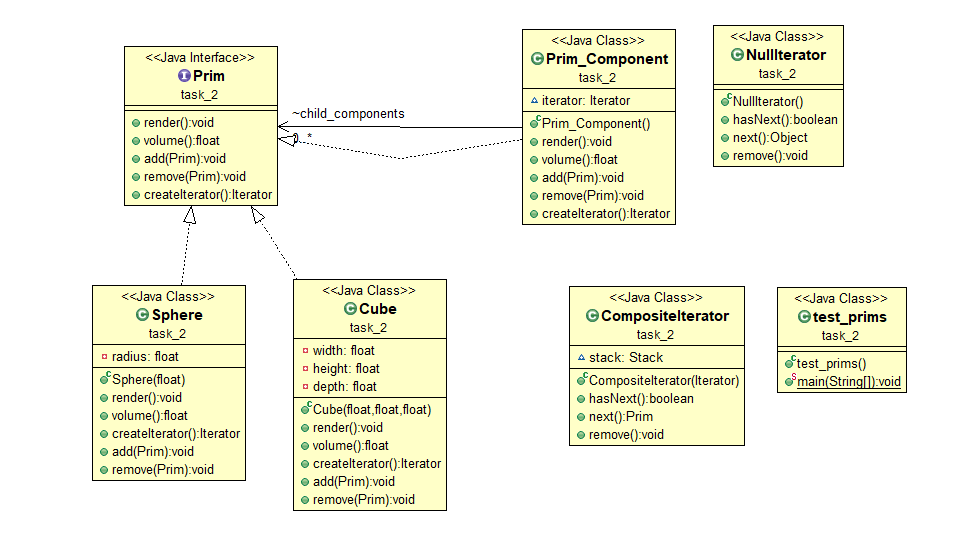 <<Java Interface>>
Prim
task_2
render():void
volume():float
add(Prim):void
remove(Prim):void
createIterator():Iterator
~child_components
*
<<Java Class>>
Prim_Component
task_2
iterator: Iterator
Prim_Component()
render():void
volume():float
add(Prim):void
remove(Prim):void
createIterator():Iterator
<<Java Class>>
NullIterator
task_2
NullIterator()
hasNext():boolean
next():Object
remove():void
<<Java Class>>
Sphere
task_2
radius: float
Sphere(float)
render():void
volume():float
createIterator():Iterator
add(Prim):void
remove(Prim):void
<<Java Class>>
Cube
task_2
width: float
height: float
depth: float
Cube(float,float,float)
render():void
volume():float
createIterator():Iterator
add(Prim):void
remove(Prim):void
<<Java Class>>
CompositeIterator
task_2
stack: Stack
CompositeIterator(Iterator)
hasNext():boolean
next():Prim
remove():void
<<Java Class>>
test_prims
task_2
test_prims()
main(String[]):void